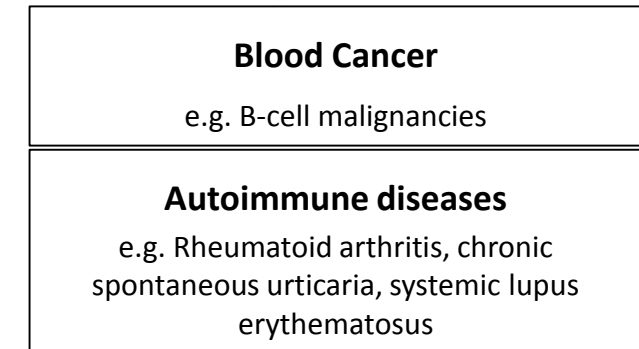 Blood Cancer
e.g. B-cell malignancies
Autoimmune diseases
e.g. Rheumatoid arthritis, chronic
spontaneous urticaria, systemic lupus
erythematosus